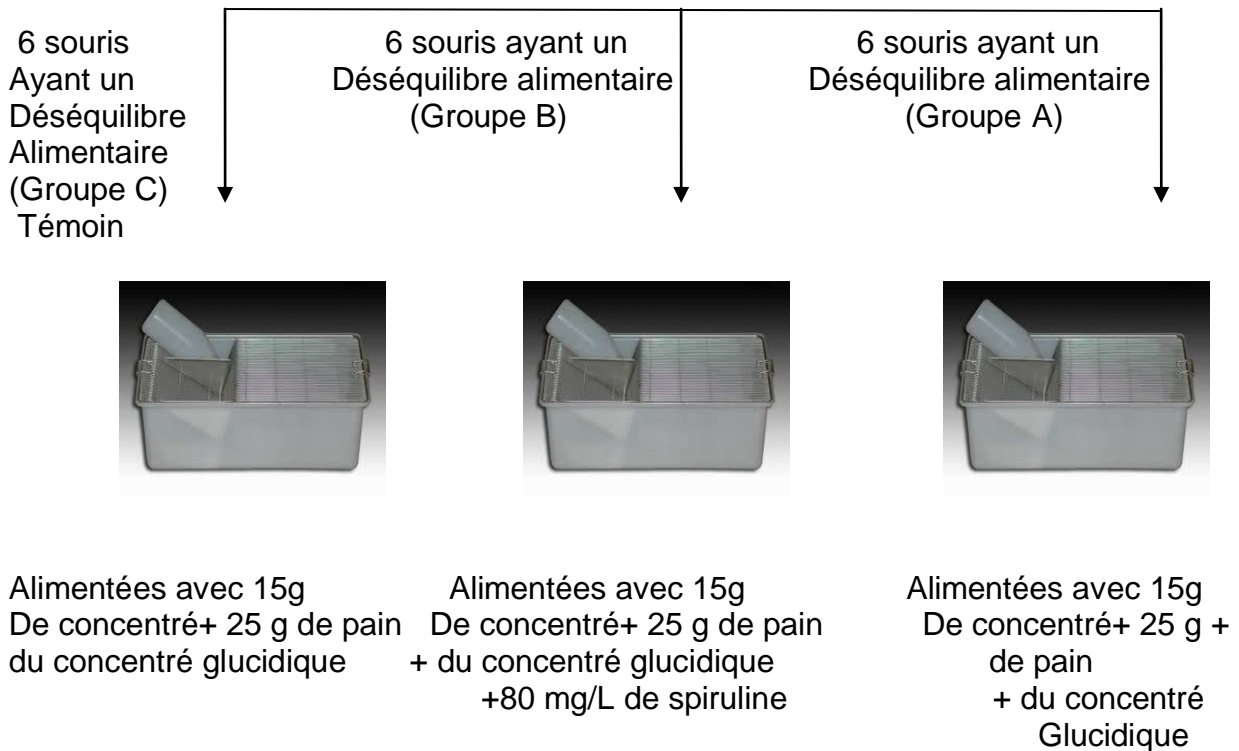 6 souris
Ayant un
Déséquilibre
Alimentaire
(Groupe C)
Témoin
6 souris ayant un
Déséquilibre alimentaire
(Groupe B)
6 souris ayant un
Déséquilibre alimentaire
(Groupe A)
Alimentées avec 15g
De concentré+ 25 g de pain
du concentré glucidique
Alimentées avec 15g
De concentré+ 25 g de pain
+ du concentré glucidique
+80 mg/L de spiruline
Alimentées avec 15g
De concentré+ 25 g +
de pain
+ du concentré
Glucidique